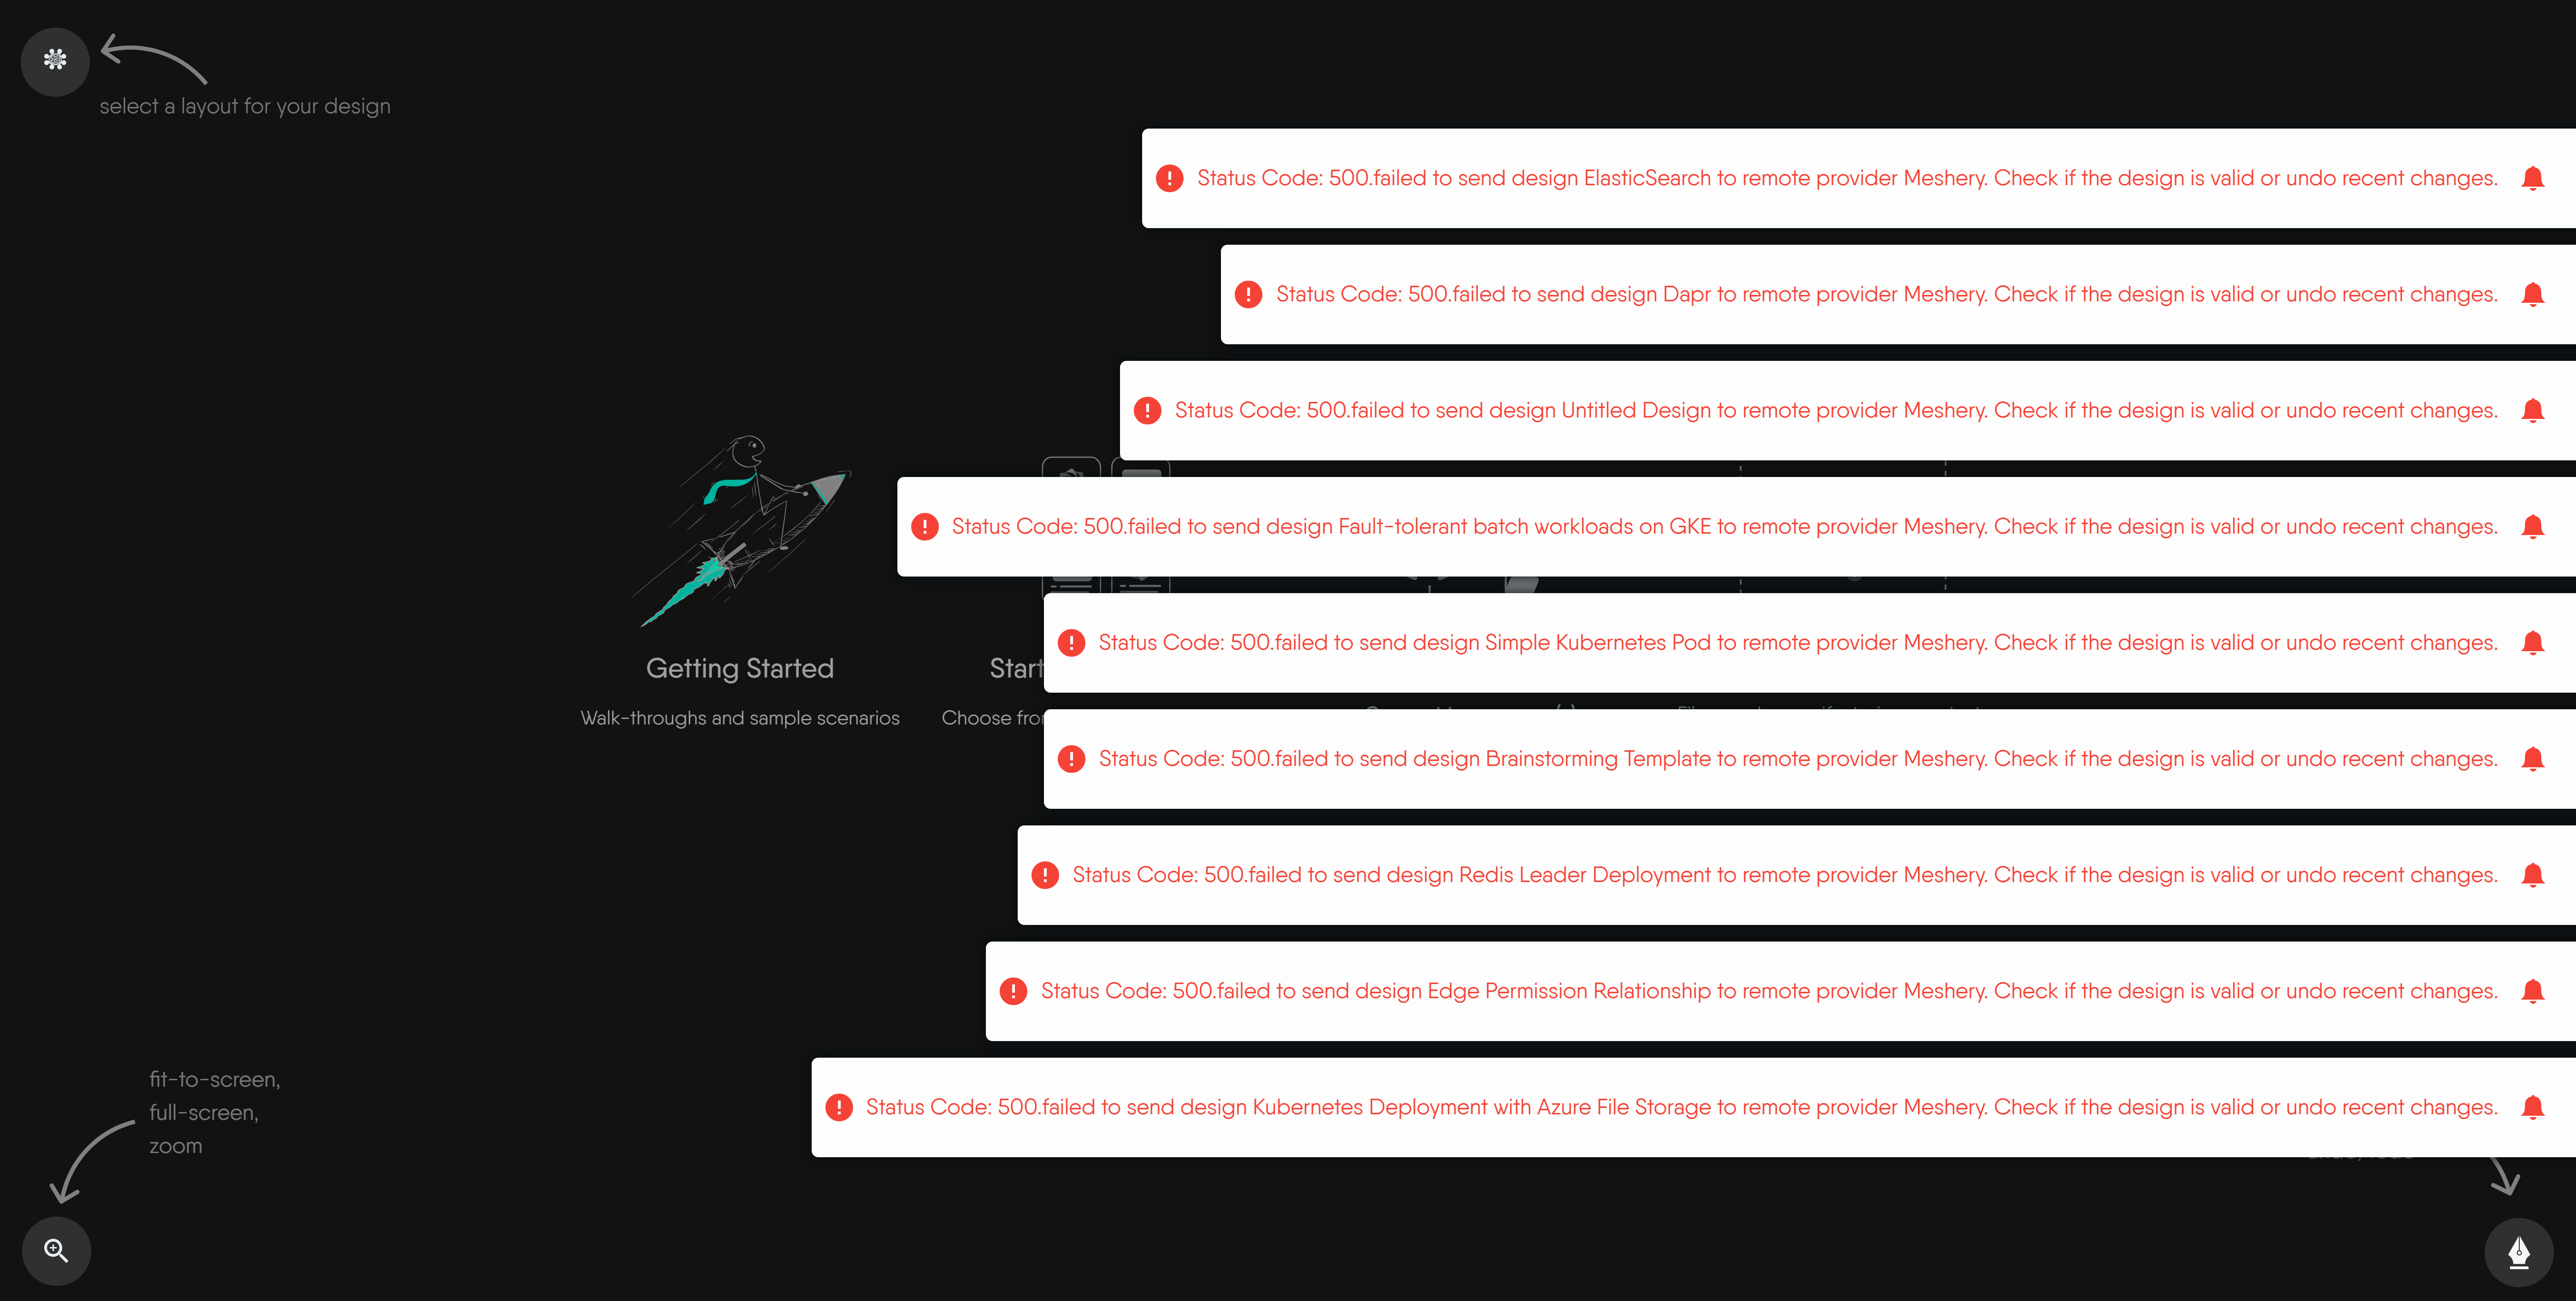 select a layout for your design
Status Code: 500.failed to send design ElasticSearch to remote provider Meshery. Check if the design is valid or undo recent changes.
Status Code: 500.failed to send design Dapr to remote provider Meshery. Check if the design is valid or undo recent changes.
Status Code: 500.failed to send design Untitled Design to remote provider Meshery. Check if the design is valid or undo recent changes.
Status Code: 500.failed to send design Fault-tolerant batch workloads on GKE to remote provider Meshery. Check if the design is valid or undo recent changes.
Status Code: 500.failed to send design Simple Kubernetes Pod to remote provider Meshery. Check if the design is valid or undo recent changes.
Getting Started
Start
Walk-throughs and sample scenarios
Choose fro
Status Code: 500.failed to send design Brainstorming Template to remote provider Meshery. Check if the design is valid or undo recent changes.
Status Code: 500.failed to send design Redis Leader Deployment to remote provider Meshery. Check if the design is valid or undo recent changes.
Status Code: 500.failed to send design Edge Permission Relationship to remote provider Meshery. Check if the design is valid or undo recent changes.
Status Code: 500.failed to send design Kubernetes Deployment with Azure File Storage to remote provider Meshery. Check if the design is valid or undo recent changes.
fit-to-screen,
full-screen,
zoom